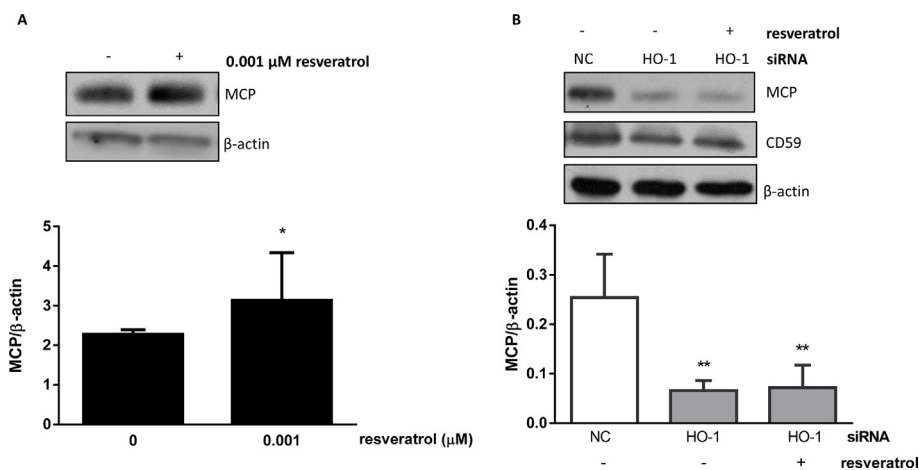 A
- +
0.001 μM resveratrol
MCP
β-actin
5
4
3
2
1
0
MCP/β-actin
*
0 0.001 resveratrol (μM)
B
- - + resveratrol
NC HO-1 HO-1 siRNA
MCP
CD59
β-actin
0.4
0.3
0.2
0.1
0.0
MCP/β-actin
** **
NC HO-1 HO-1 siRNA
- - + resveratrol